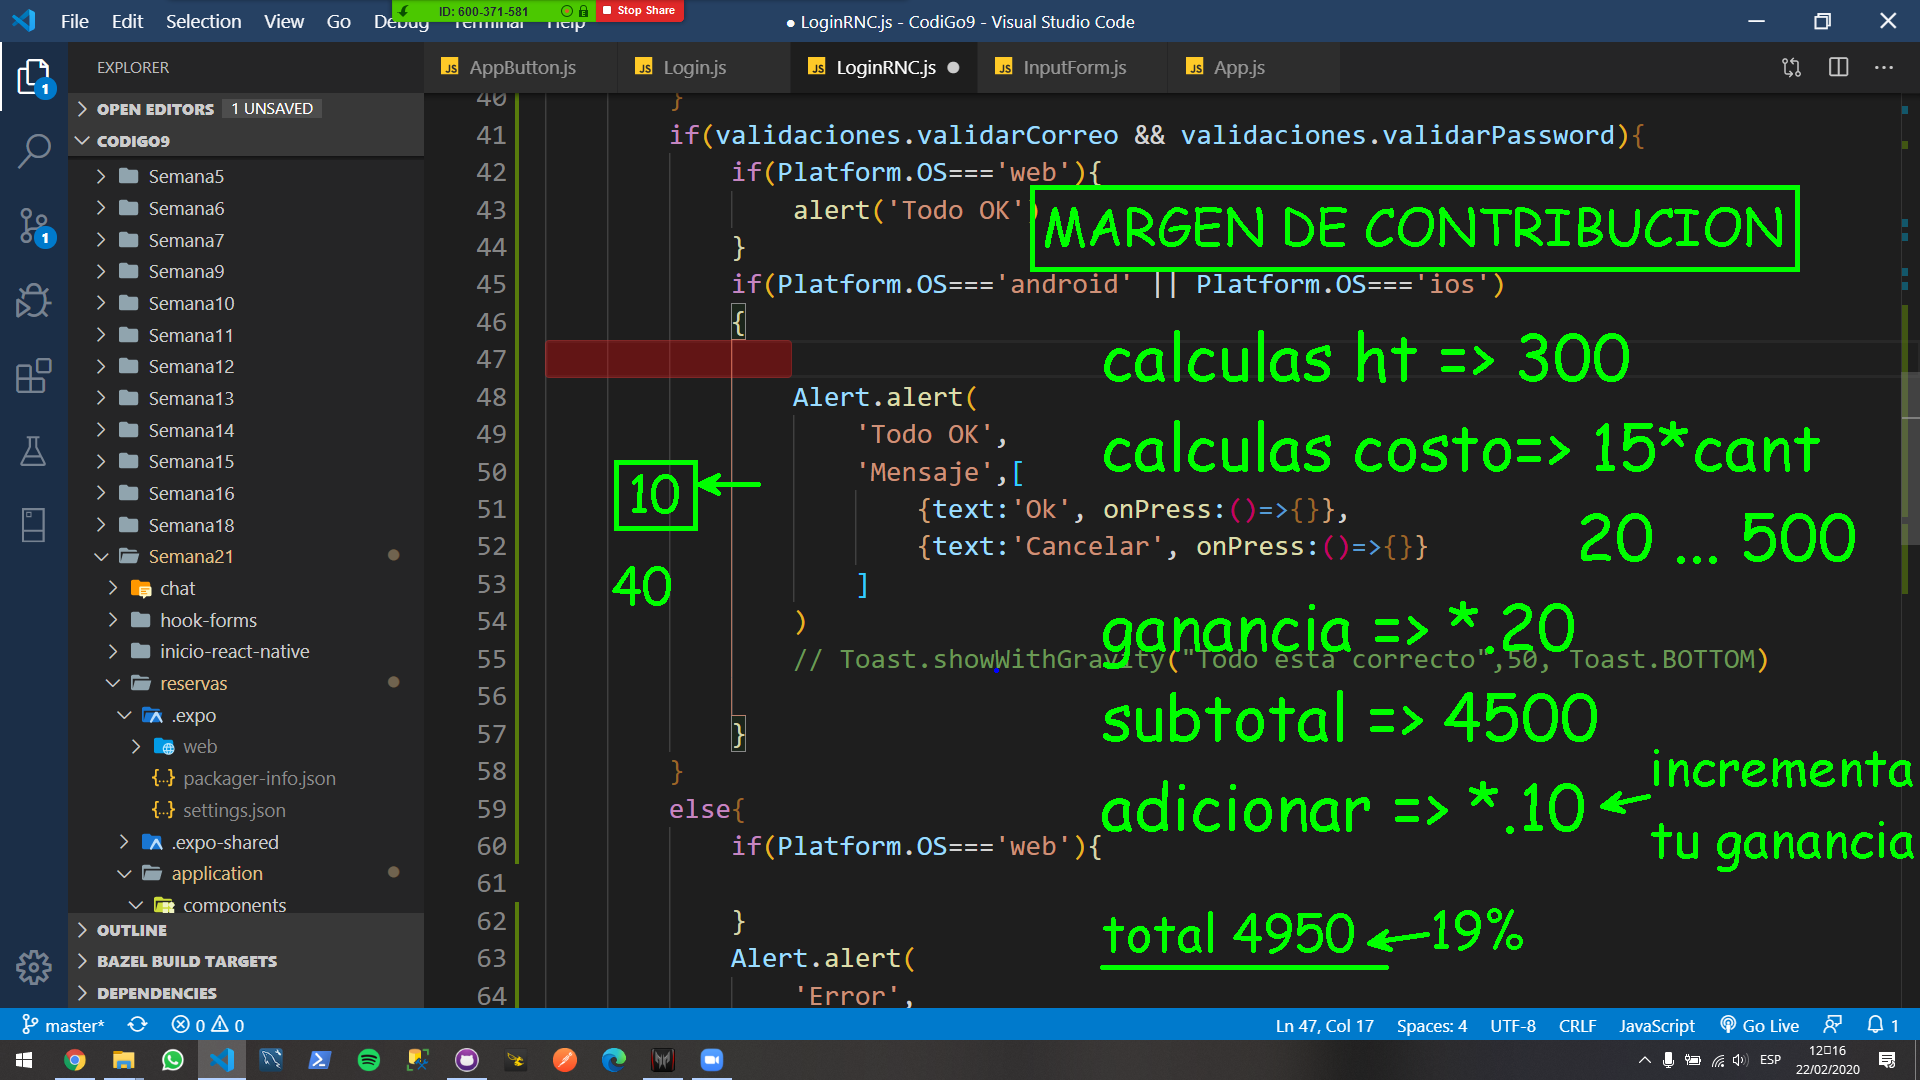 File Edit Selection View Go Debug Terminal Help
ID: 600-371-581
Stop Share
● LoginRNC.js - CodiGo9 - Visual Studio Code
EXPLORER
AppButton.js
Login.js
LoginRNC.js
InputForm.js
App.js
OPEN EDITORS 1 UNSAVED
CODIGO9
Semana5
Semana6
Semana7
Semana9
Semana10
Semana11
Semana12
Semana13
Semana14
Semana15
Semana16
Semana18
Semana21
chat
hook-forms
inicio-react-native
reservas
.expo
web
{..} packager-info.json
{..} settings.json
.expo-shared
application
components
OUTLINE
BAZEL BUILD TARGETS
DEPENDENCIES
40 }
41 if(validaciones.validarCorreo && validaciones.validarPassword){
42 if(Platform.OS==='web'){
43 alert('Todo OK')
44 }
45 if(Platform.OS==='android' || Platform.OS==='ios')
46 {
47
48 Alert.alert(
49 'Todo OK',
50 'Mensaje',[
51 {text:'Ok', onPress:()=>{}},
52 {text:'Cancelar', onPress:()=>{}}
53 ]
54 )
55 // Toast.showWithGravity("Todo esta correcto",50, Toast.BOTTOM)
56
57 }
58 }
59 else{
60 if(Platform.OS==='web'){
61
62 }
63 Alert.alert(
64 'Error',
MARGEN DE CONTRIBUCION
calculas ht => 300
calculas costo=> 15*cant
20 ... 500
10
40
ganancia => *.20
subtotal => 4500
adicionar => *.10
incrementa
tu ganancia
total 4950
19%
master* 0 0
Ln 47, Col 17 Spaces: 4 UTF-8 CRLF JavaScript Go Live 1
ESP
12:16
22/02/2020